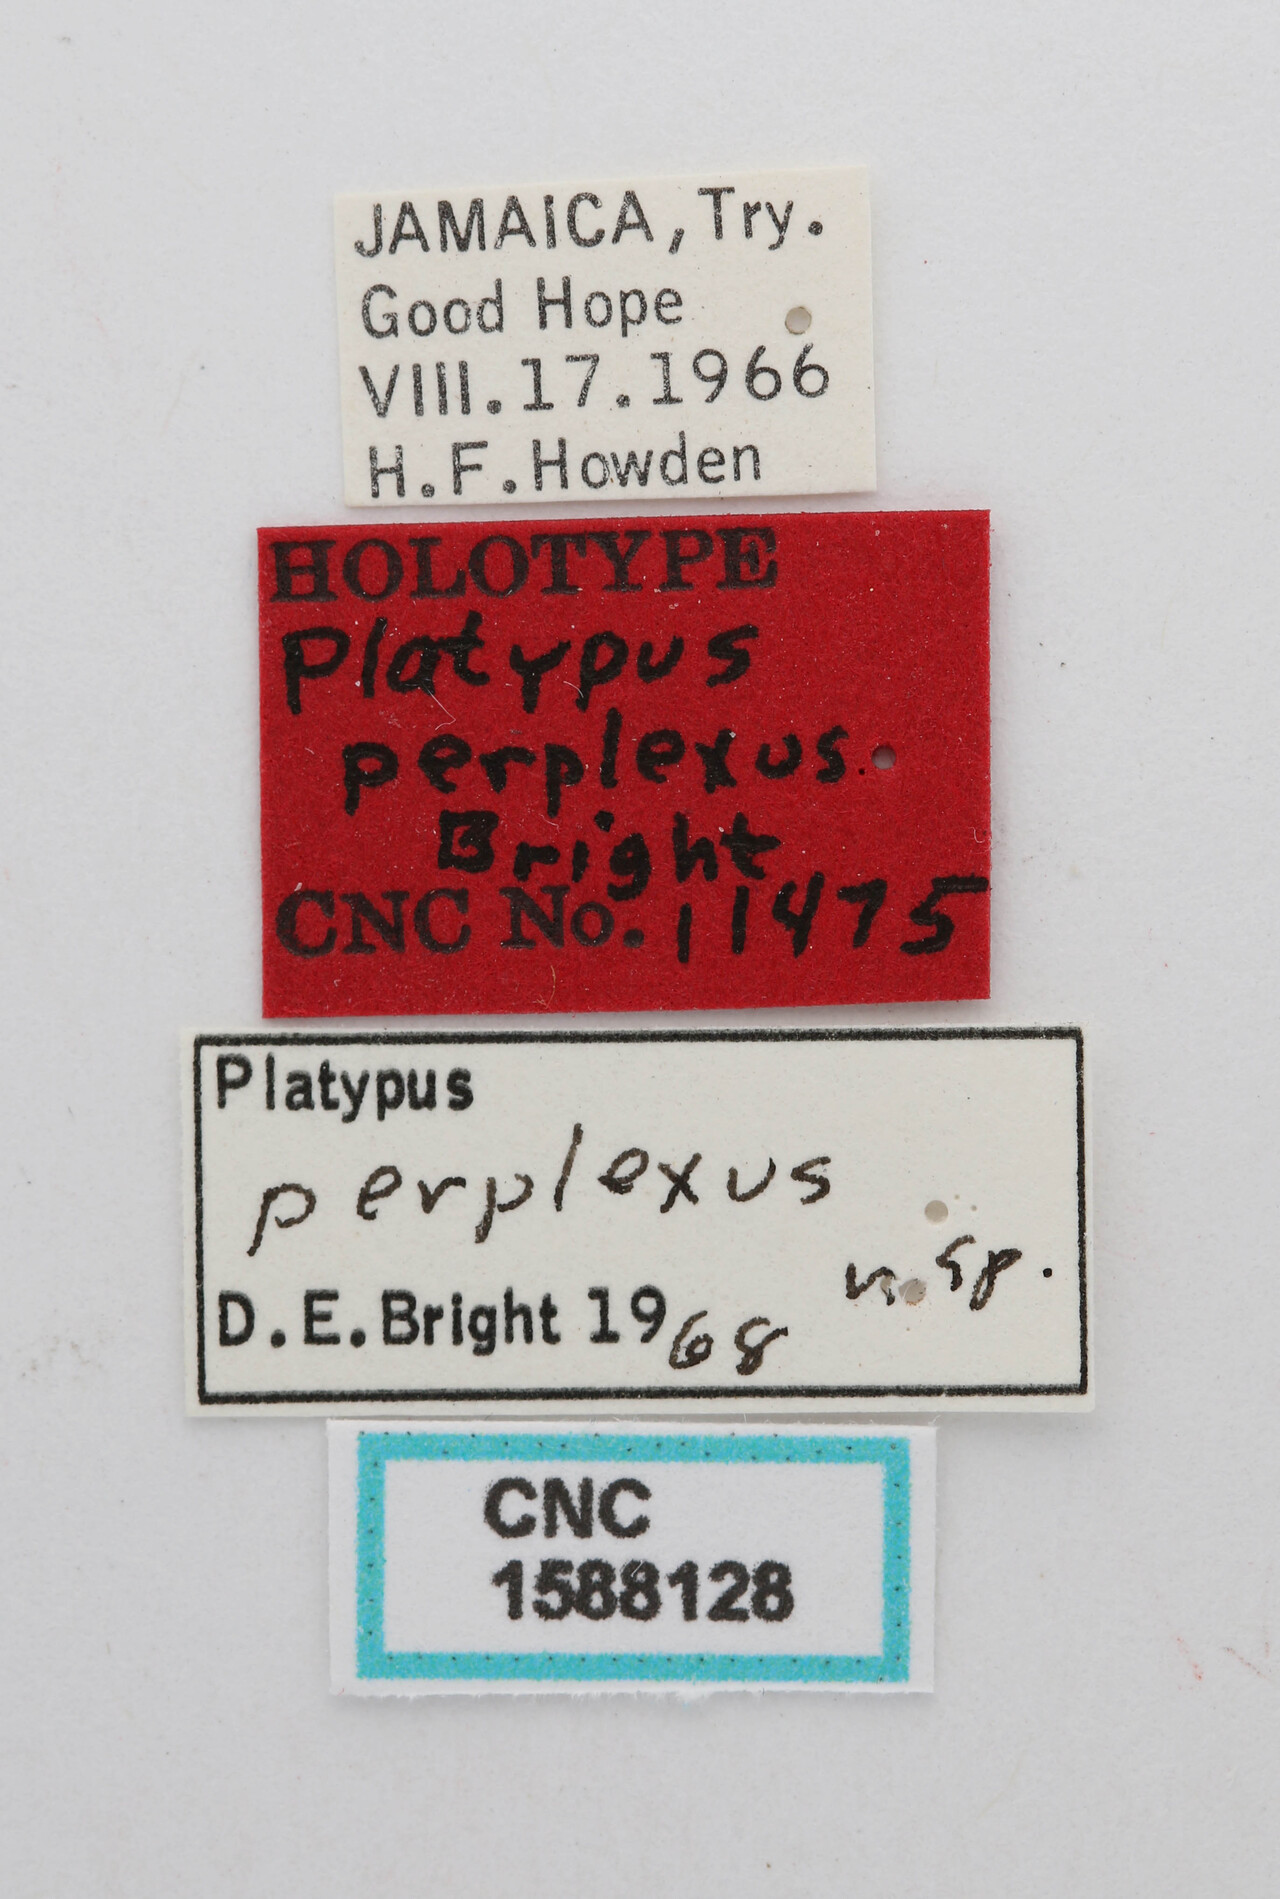 JAMAICA, Try.
Good Hope
VIII.17.1966
H.F.Howden
HOLOTYPE
Platypus
perplexus.
Bright
CNC No. 11475
Platypus
perplexus
n.sp.
D.E.Bright 1968
CNC
1588128